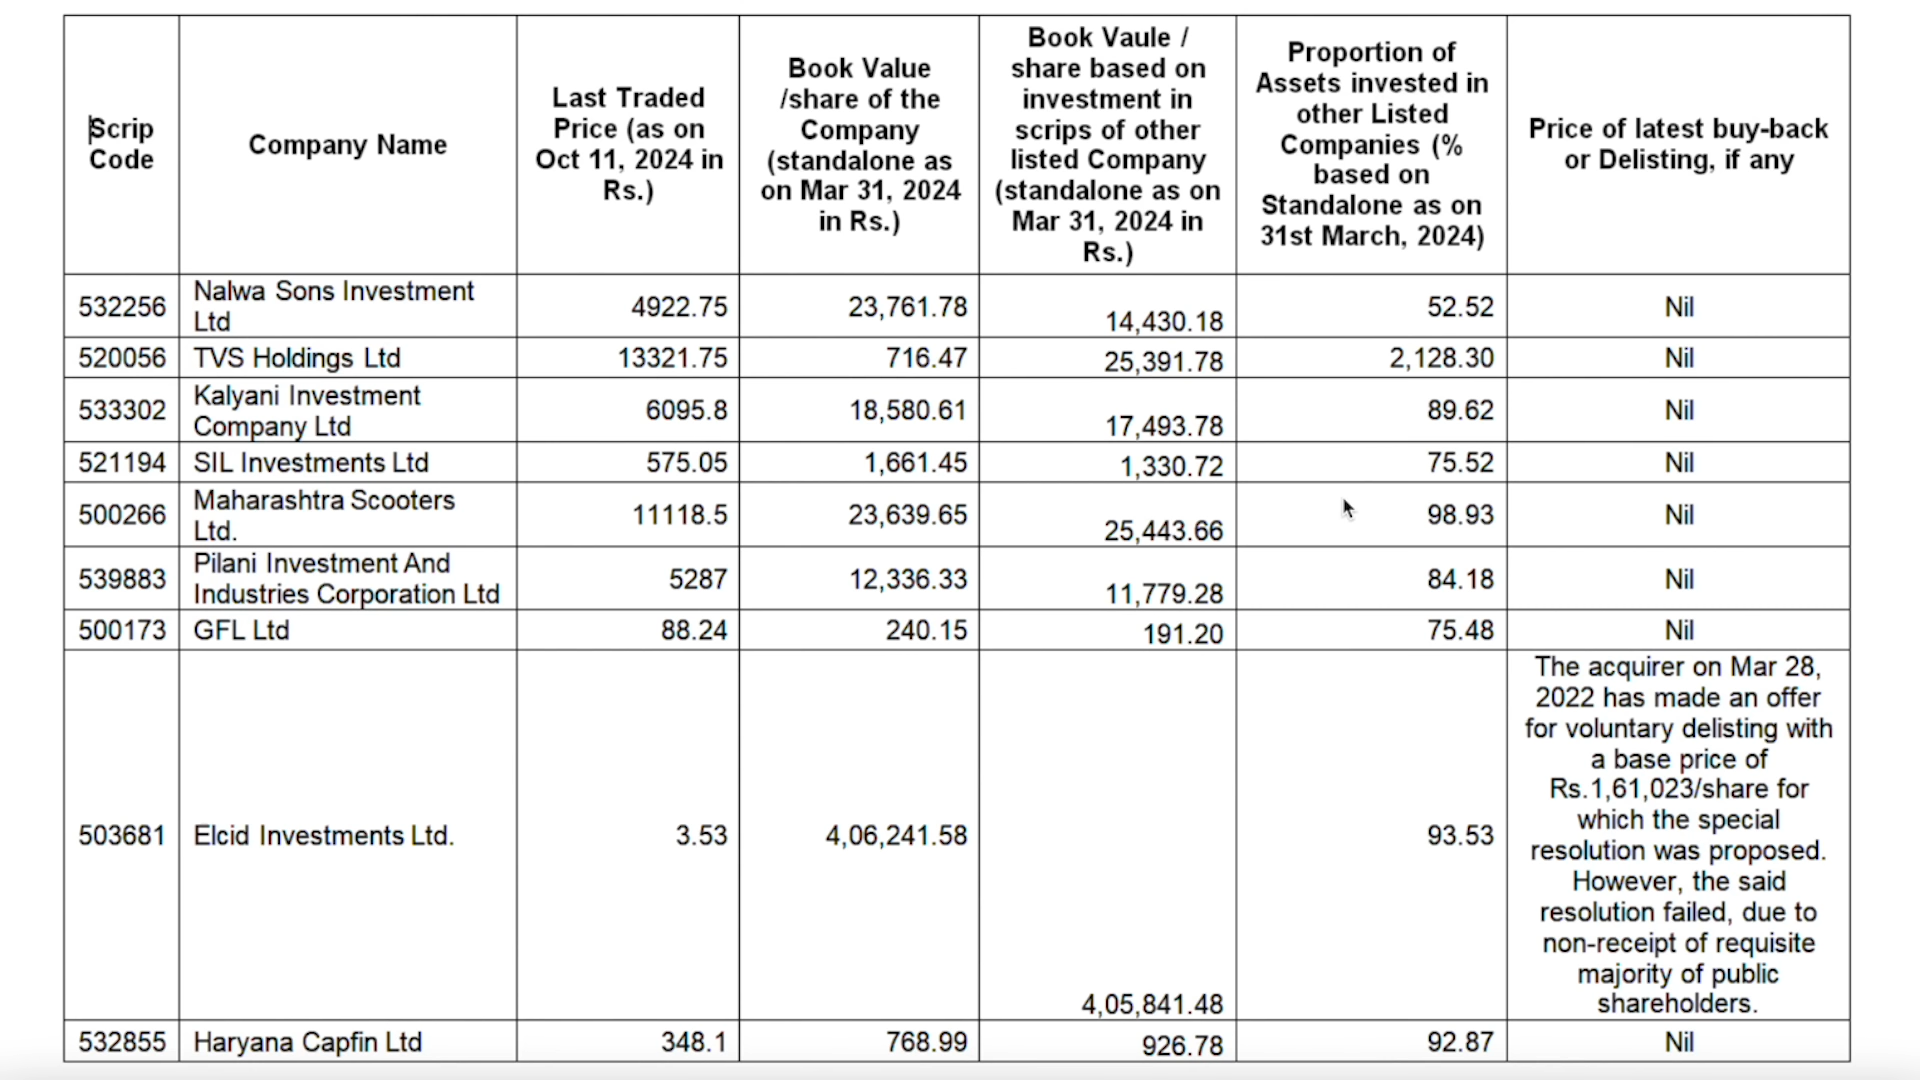 Scrip
Code
Company Name
Last Traded
Price (as on
Oct 11, 2024 in
Rs.)
Book Value
/share of the
Company
(standalone as
on Mar 31, 2024
in Rs.)
Book Vaule /
share based on
investment in
scrips of other
listed Company
(standalone as on
Mar 31, 2024 in
Rs.)
Proportion of
Assets invested in
other Listed
Companies (%
based on
Standalone as on
31st March, 2024)
Price of latest buy-back
or Delisting, if any
532256
Nalwa Sons Investment
Ltd
4922.75
23,761.78
14,430.18
52.52
Nil
520056
TVS Holdings Ltd
13321.75
716.47
25,391.78
2,128.30
Nil
533302
Kalyani Investment
Company Ltd
6095.8
18,580.61
17,493.78
89.62
Nil
521194
SIL Investments Ltd
575.05
1,661.45
1,330.72
75.52
Nil
500266
Maharashtra Scooters
Ltd.
11118.5
23,639.65
25,443.66
98.93
Nil
539883
Pilani Investment And
Industries Corporation Ltd
5287
12,336.33
11,779.28
84.18
Nil
500173
GFL Ltd
88.24
240.15
191.20
75.48
Nil
503681
Elcid Investments Ltd.
3.53
4,06,241.58
4,05,841.48
93.53
The acquirer on Mar 28,
2022 has made an offer
for voluntary delisting with
a base price of
Rs.1,61,023/share for
which the special
resolution was proposed.
However, the said
resolution failed, due to
non-receipt of requisite
majority of public
shareholders.
532855
Haryana Capfin Ltd
348.1
768.99
926.78
92.87
Nil